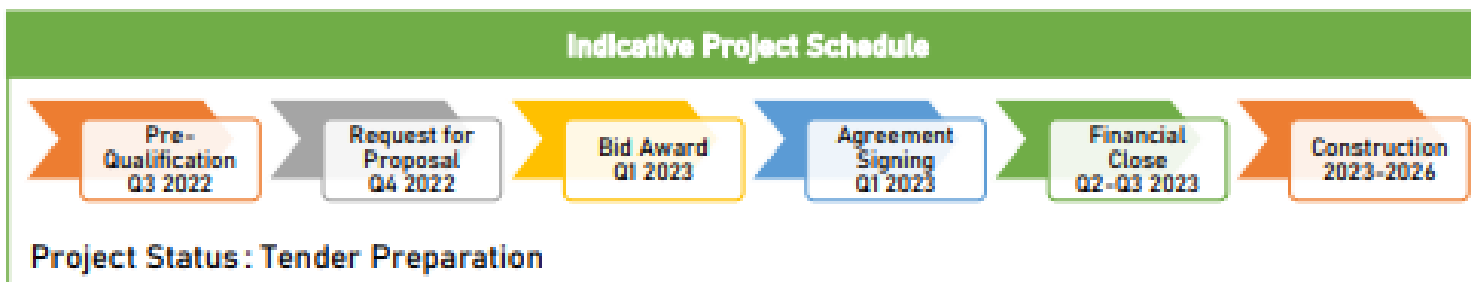 Indicative Project Schedule
Pre-
Qualification
Q3 2022
Request for
Proposal
Q4 2022
Bid Award
Q1 2023
Agreement
Signing
Q1 2023
Financial
Close
Q2-Q3 2023
Construction
2023-2026
Project Status : Tender Preparation